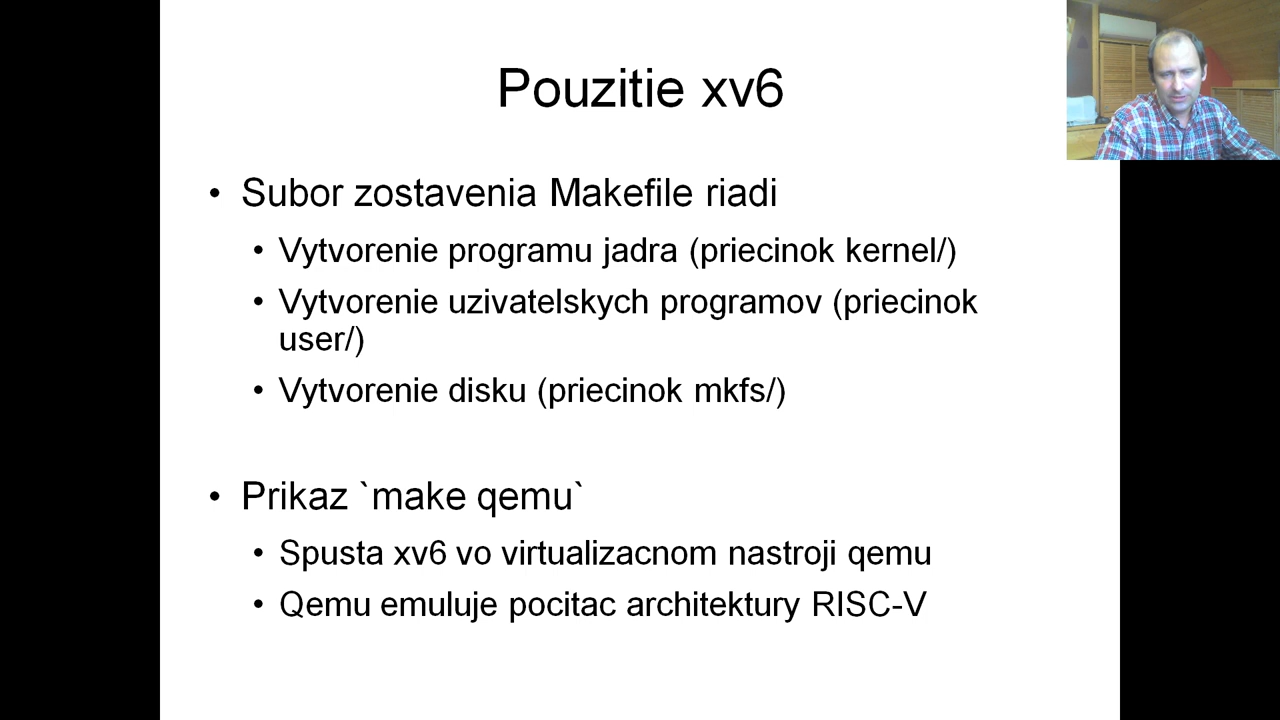 Pouzitie xv6
• Subor zostavenia Makefile riadi
• Vytvorenie programu jadra (priecinok kernel/)
• Vytvorenie uzivatelskych programov (priecinok
user/)
• Vytvorenie disku (priecinok mkfs/)
• Prikaz `make qemu`
• Spusta xv6 vo virtualizacnom nastroji qemu
• Qemu emuluje pocitac architektury RISC-V